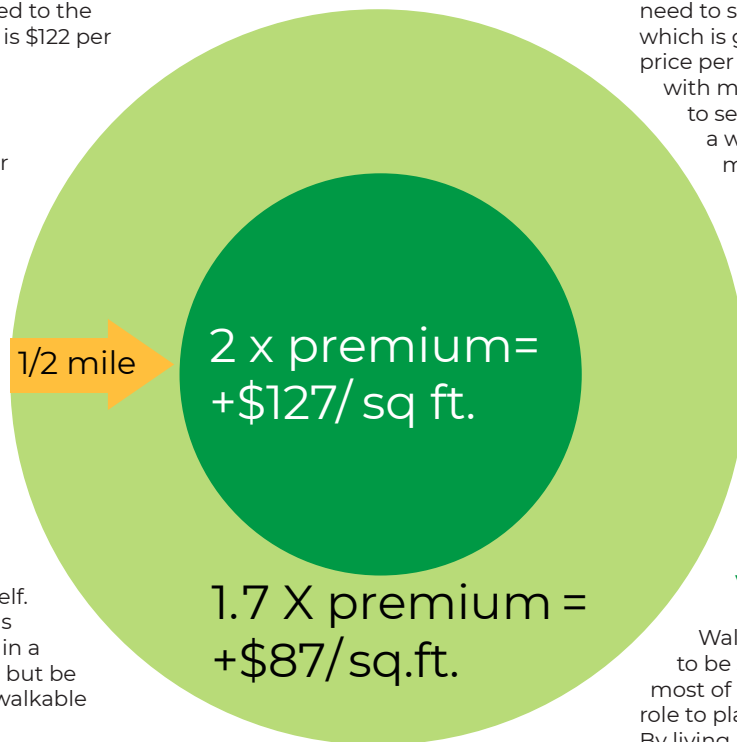 ed to the
is $122 per
r
need to s
which is g
price per
with m
to se
a w
m
1/2 mile
2 x premium=
+$127/ sq ft.
1.7 X premium =
+$87/sq.ft.
elf.
s
in a
but be
walkable
Wal
to be
most of
role to pla
By living